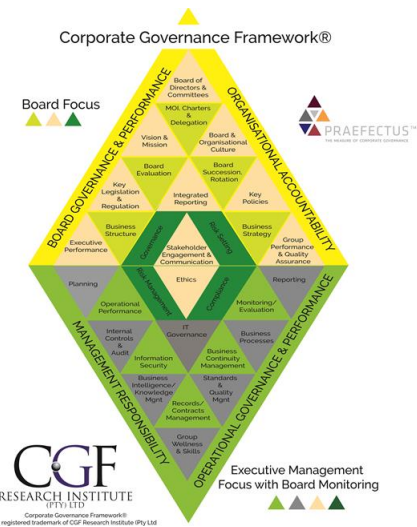 Corporate Governance Framework®
Board Focus
PRAEFECTUS™
THE MEASURE OF CORPORATE GOVERNANCE
BOARD GOVERNANCE & PERFORMANCE
ORGANISATIONAL ACCOUNTABILITY
Board of
Directors &
Committees
MOI, Charters
&
Delegation
Vision &
Mission
Board &
Organisational
Culture
Board
Evaluation
Board
Succession,
Rotation
Key
Legislation
&
Regulation
Integrated
Reporting
Key
Policies
Business
Structure
Governance
Risk Setting
Business
Strategy
Executive
Performance
Stakeholder
Engagement &
Communication
Group
Performance
& Quality
Assurance
Planning
Risk Management
Ethics
Compliance
Reporting
Operational
Performance
Monitoring/
Evaluation
Internal
Controls
&
Audit
IT
Governance
Business
Processes
Information
Security
Business
Continuity
Management
Business
Intelligence/
Knowledge
Mgnt
Standards
&
Quality
Mgnt
Records/
Contracts
Management
Group
Wellness
& Skills
MANAGEMENT RESPONSIBILITY
OPERATIONAL GOVERNANCE & PERFORMANCE
CGF
RESEARCH INSTITUTE
(PTY) LTD
Corporate Governance Framework®
registered trademark of CGF Research Institute (Pty Ltd
Executive Management
Focus with Board Monitoring